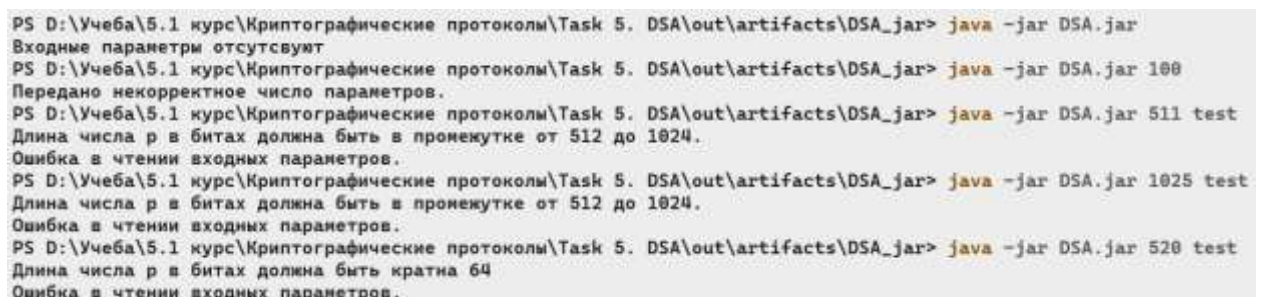 PS D:\Учеба\5.1 курс\Криптографические протоколы\Task 5. DSA\out\artifacts\DSA_jar> java -jar DSA.jar
Входные параметры отсутсвуют
PS D:\Учеба\5.1 курс\Криптографические протоколы\Task 5. DSA\out\artifacts\DSA_jar> java -jar DSA.jar 100
Передано некорректное число параметров.
PS D:\Учеба\5.1 курс\Криптографические протоколы\Task 5. DSA\out\artifacts\DSA_jar> java -jar DSA.jar 511 test
Длина числа p в битах должна быть в промежутке от 512 до 1024.
Ошибка в чтении входных параметров.
PS D:\Учеба\5.1 курс\Криптографические протоколы\Task 5. DSA\out\artifacts\DSA_jar> java -jar DSA.jar 1025 test
Длина числа p в битах должна быть в промежутке от 512 до 1024.
Ошибка в чтении входных параметров.
PS D:\Учеба\5.1 курс\Криптографические протоколы\Task 5. DSA\out\artifacts\DSA_jar> java -jar DSA.jar 520 test
Длина числа p в битах должна быть кратна 64
Ошибка в чтении входных параметров.